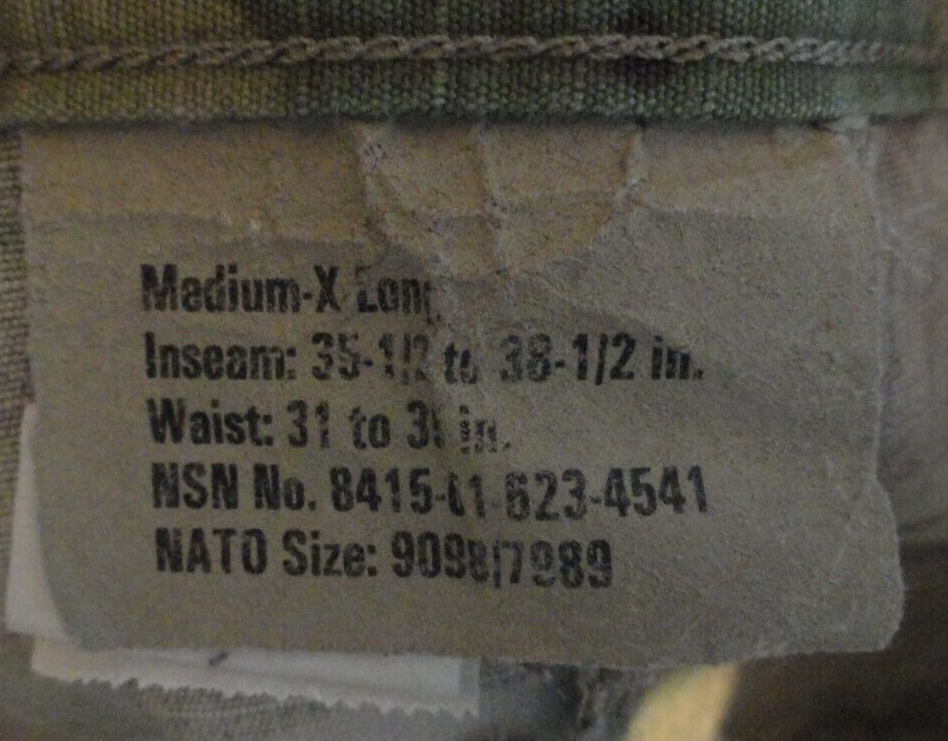 Medium-X Long
Inseam: 35-1/2 to 38-1/2 in.
Waist: 31 to in.
NSN No. 8415-01-623-4541
NATO Size: 9098/7989